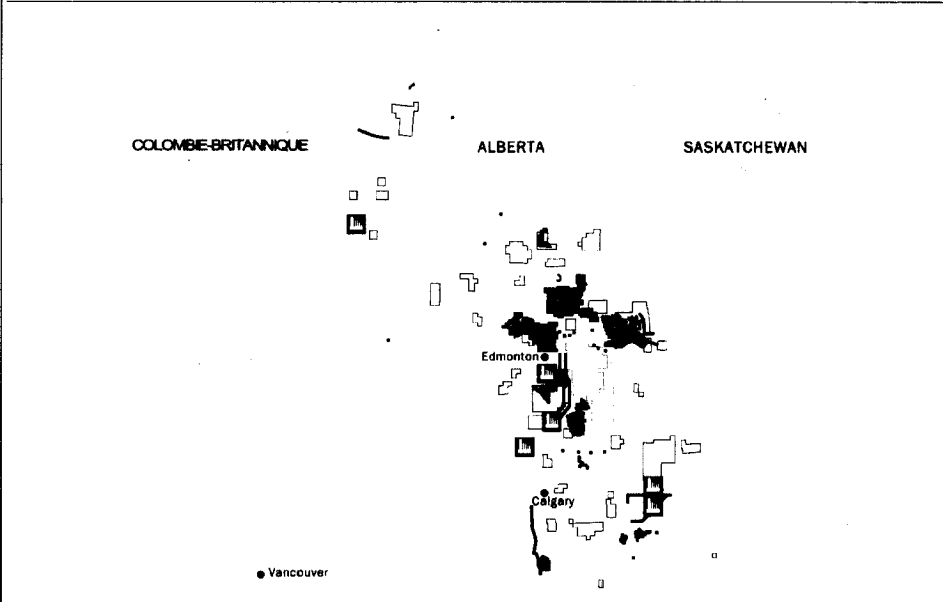 COLOMBIE-BRITANNIQUE ALBERTA SASKATCHEWAN
Edmonton
Calgary
Vancouver